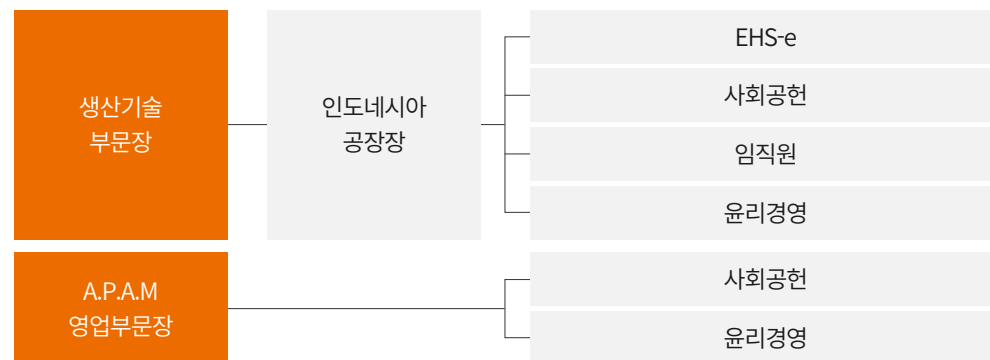 생산기술
부문장
인도네시아
공장장
EHS-e
사회공헌
임직원
윤리경영
A.P.A.M
영업부문장
사회공헌
윤리경영